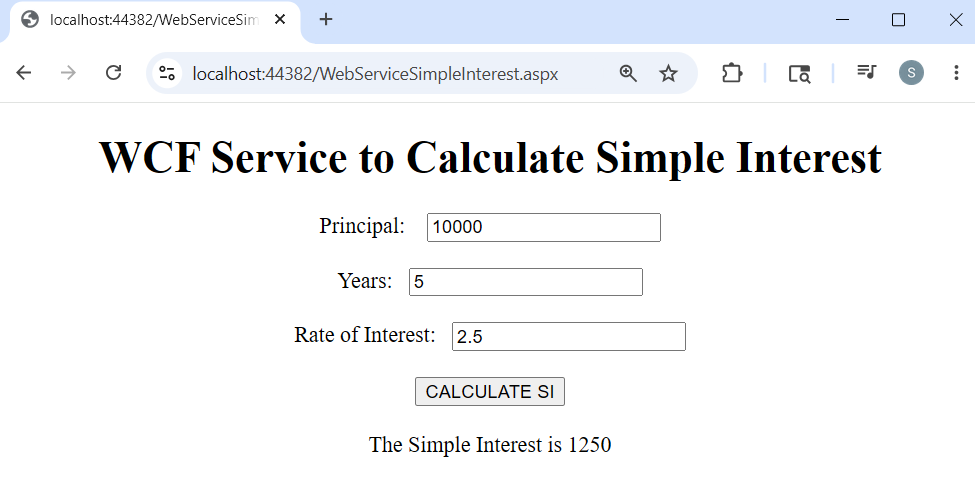 localhost:44382/WebServiceSim
localhost:44382/WebServiceSimpleInterest.aspx
S
WCF Service to Calculate Simple Interest
Principal: 10000
Years: 5
Rate of Interest: 2.5
CALCULATE SI
The Simple Interest is 1250